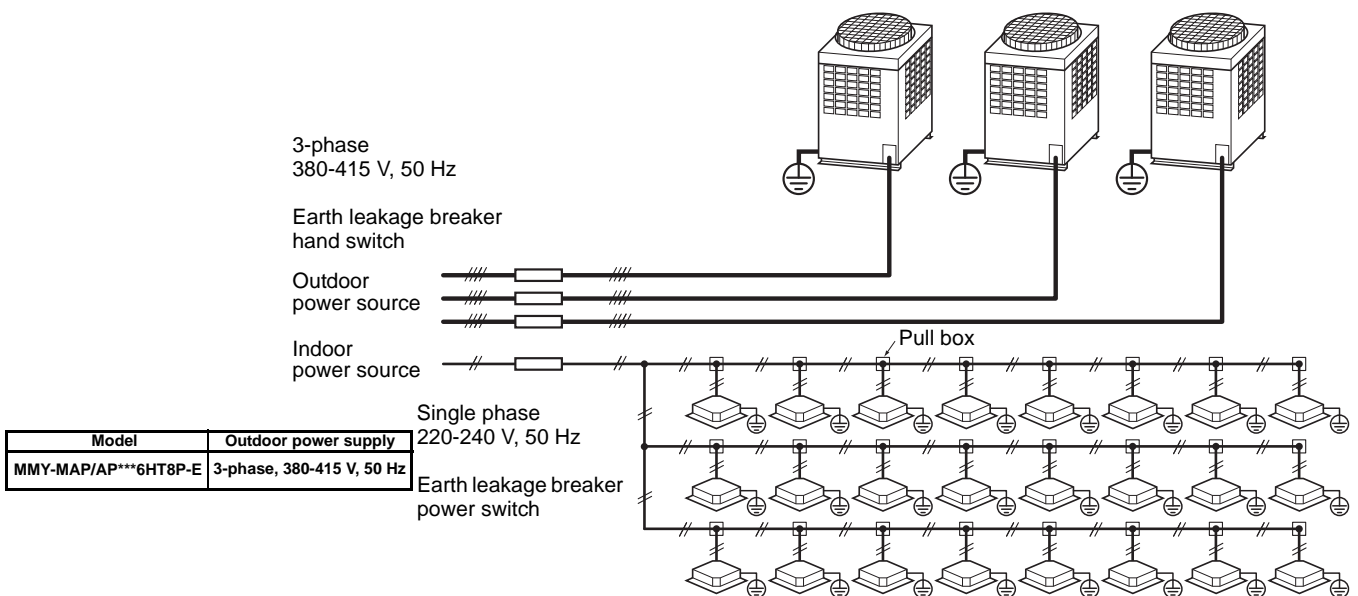 3-phase
380-415 V, 50 Hz
Earth leakage breaker
hand switch
Outdoor
power source
Pull box
Indoor
power source
Single phase
220-240 V, 50 Hz
Model Outdoor power supply
MMY-MAP/AP***6HT8P-E 3-phase, 380-415 V, 50 Hz
Earth leakage breaker
power switch